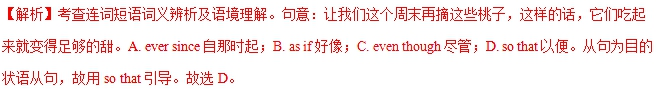 【解析】考查连词短语词义辨析及语境理解。句意：让我们这个周末再摘这些桃子，这样的话，它们吃起
来就变得足够的甜。A. ever since 自那时起；B. as if 好像；C. even though 尽管；D. so that 以便。从句为目的
状语从句，故用 so that 引导。故选 D。